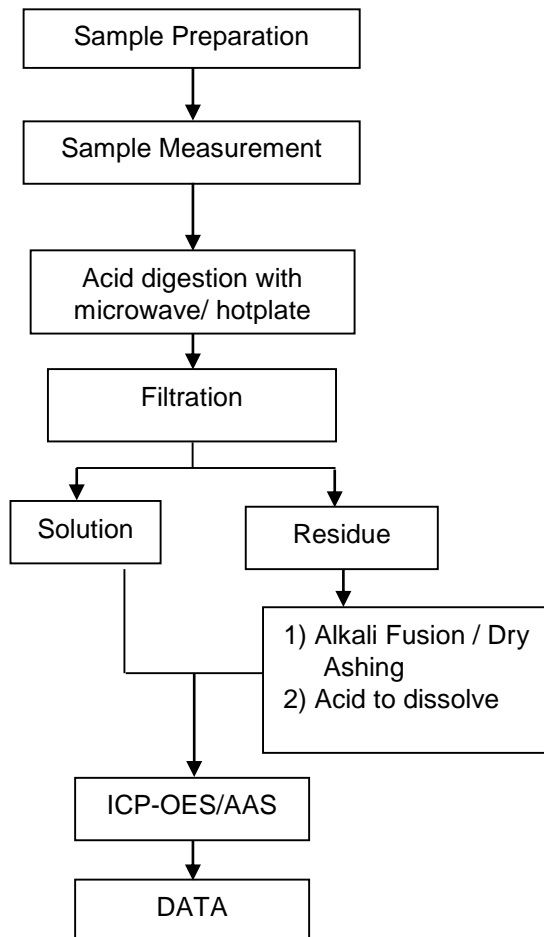 Sample Preparation
Sample Measurement
Acid digestion with
microwave/ hotplate
Filtration
Solution
Residue
1) Alkali Fusion / Dry
Ashing
2) Acid to dissolve
ICP-OES/AAS
DATA